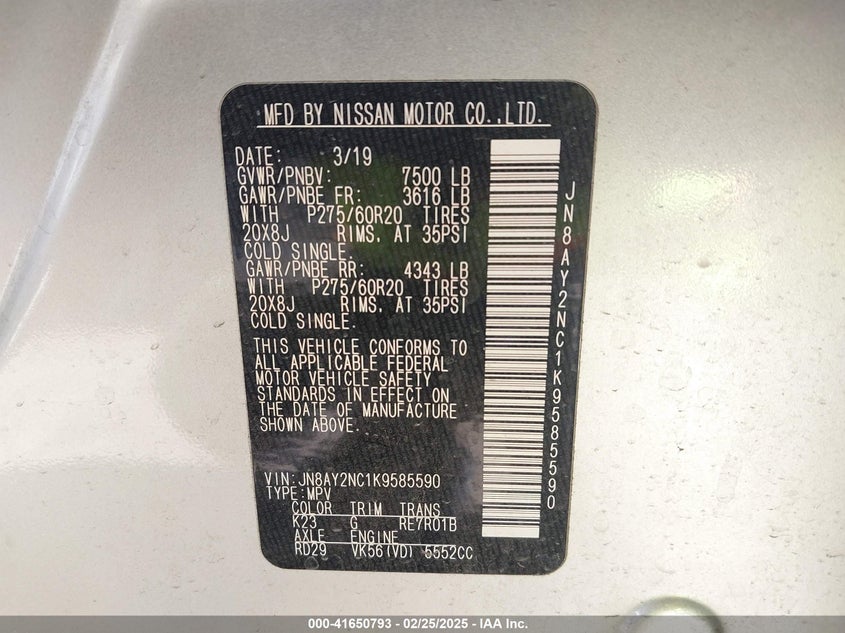 MFD BY NISSAN MOTOR CO.,LTD.
DATE: 3/19
GVWR/PNBV: 7500 LB
GAWR/PNBE FR: 3616 LB
WITH P275/60R20 TIRES
20X8J RIMS, AT 35PSI
COLD SINGLE.
GAWR/PNBE RR: 4343 LB
WITH P275/60R20 TIRES
20X8J RIMS, AT 35PSI
COLD SINGLE.
THIS VEHICLE CONFORMS TO
ALL APPLICABLE FEDERAL
MOTOR VEHICLE SAFETY
STANDARDS IN EFFECT ON
THE DATE OF MANUFACTURE
SHOWN ABOVE.
VIN:JN8AY2NC1K9585590
TYPE:MPV
COLOR TRIM TRANS
K23 G RE7R01B
AXLE ENGINE
RD29 VK56(VD) 5552CC
JN8AY2NC1K9585590
000-41650793 - 02/25/2025 - IAA Inc.